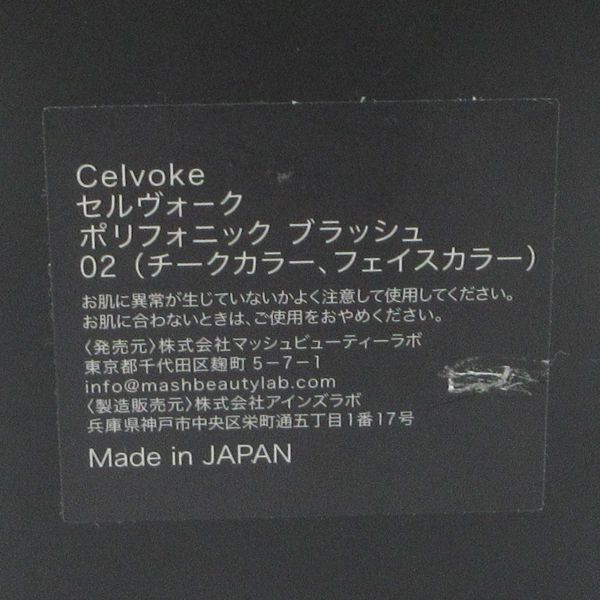 Celvoke
セルヴォーク
ポリフォニック ブラッシュ
02（チークカラー、フェイスカラー）
お肌に異常が生じていないかよく注意して使用してください。
お肌に合わないときは、ご使用をおやめください。
〈発売元〉株式会社マッシュビューティーラボ
東京都千代田区麹町 5-7-1
info@mashbeautylab.com
〈製造販売元〉株式会社アインズラボ
兵庫県神戸市中央区栄町通五丁目1番17号
Made in JAPAN